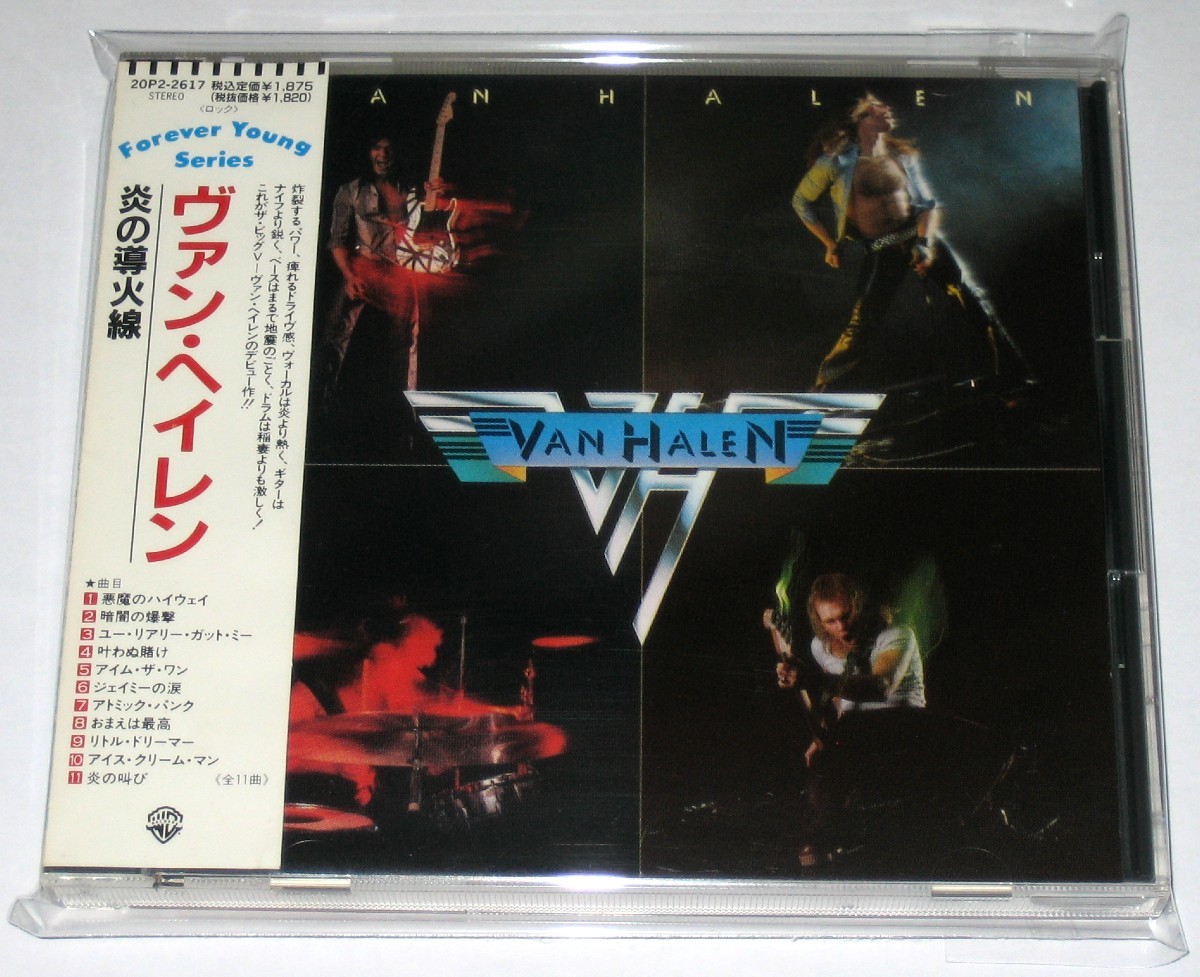 20P2-2617 税込定価¥1,875
STEREO (税抜価格¥1,820)
〈ロック〉
Forever Young
Series
炸裂するパワー、痺れるドライヴ感、ヴォーカルは炎より熱く、ギターは
ナイフより鋭く、ベースはまるで地震のごとく、ドラムは稲妻よりも激しく!
これがザ・ビッグV—ヴァン・ヘイレンのデビュー作!!
ヴァン・ヘイレン
炎の導火線
★曲目
1 悪魔のハイウェイ
2 暗闇の爆撃
3 ユー・リアリー・ガット・ミー
4 叶わぬ賭け
5 アイム・ザ・ワン
6 ジェイミーの涙
7 アトミック・パンク
8 おまえは最高
9 リトル・ドリーマー
10 アイス・クリーム・マン
11 炎の叫び 《全11曲》
AN HALEN
VAN HALEN